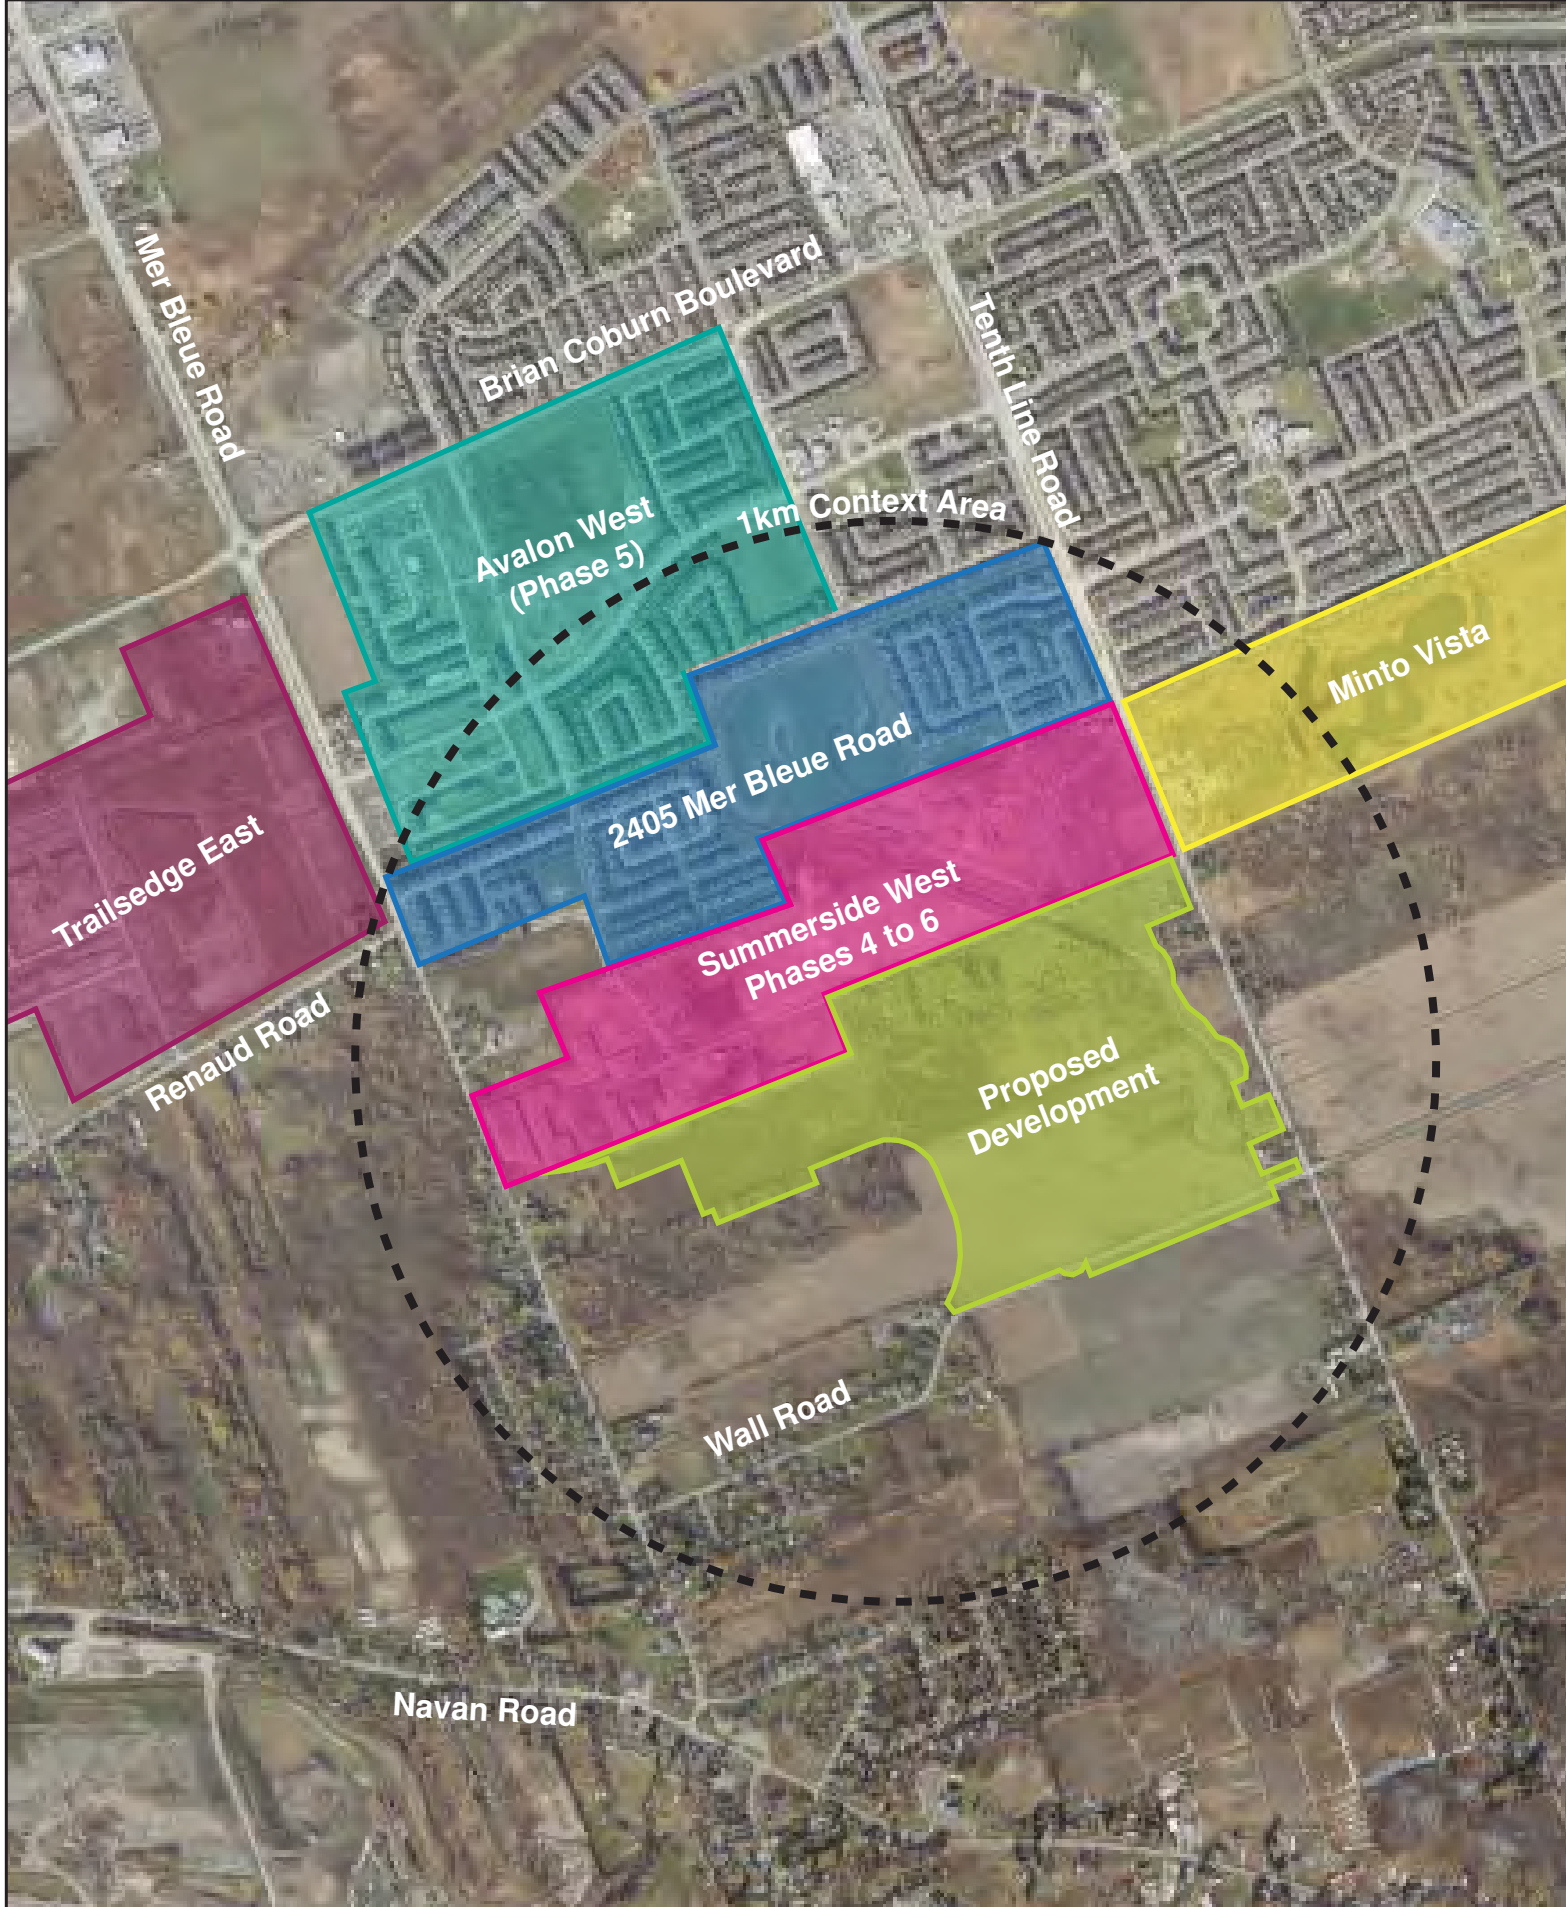 Mer Bleue Road
Brian Coburn Boulevard
Tenth Line Road
Avalon West
(Phase 5)
1km Context Area
Minto Vista
2405 Mer Bleue Road
Trailsedge East
Summerside West
Phases 4 to 6
Renaud Road
Proposed
Development
Wall Road
Navan Road